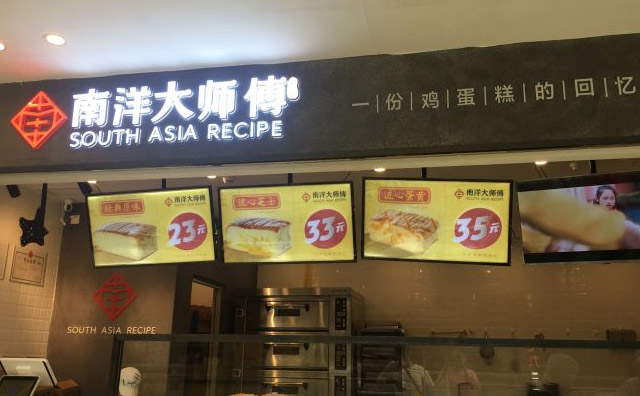 南洋大师傅
SOUTH ASIA RECIPE
一份鸡蛋糕的回忆
经典原味
南洋大师傅
23元
流心芝士
南洋大师傅
33元
流心蛋黄
南洋大师傅
35元
SOUTH ASIA RECIPE